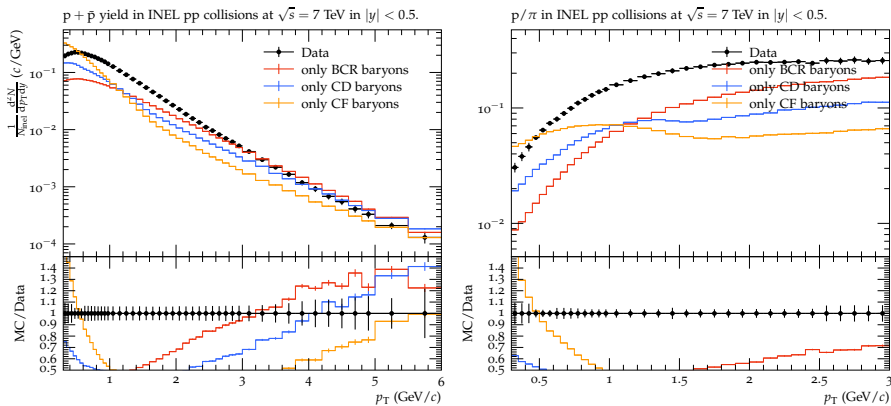 p + p̄ yield in INEL pp collisions at √s = 7 TeV in |y| < 0.5.
1/N_inel d²N/dp_T dy (c/GeV)
Data
only BCR baryons
only CD baryons
only CF baryons
10⁻¹
10⁻²
10⁻³
10⁻⁴
MC/Data
1.4
1.3
1.2
1.1
1
0.9
0.8
0.7
0.6
0.5
1 2 3 4 5 6
p_T (GeV/c)
p/π in INEL pp collisions at √s = 7 TeV in |y| < 0.5.
Data
only BCR baryons
only CD baryons
only CF baryons
10⁻¹
10⁻²
MC/Data
1.4
1.3
1.2
1.1
1
0.9
0.8
0.7
0.6
0.5
0.5 1 1.5 2 2.5 3
p_T (GeV/c)